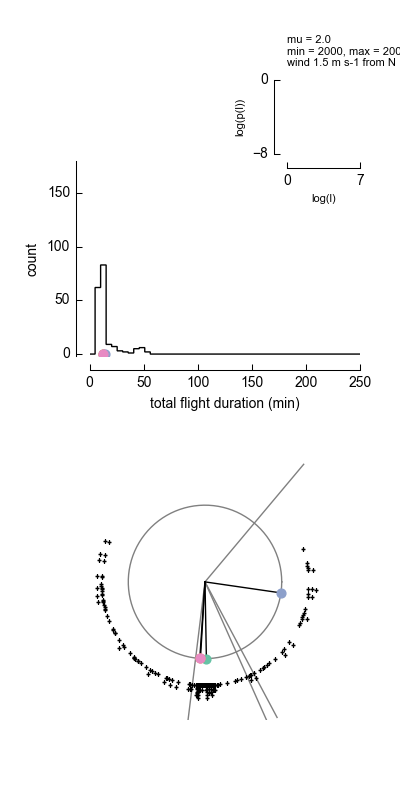 mu = 2.0
min = 2000, max = 200
wind 1.5 m s-1 from N
0
log(p(l))
−8
0 7
log(l)
150
100
count
50
0
0 50 100 150 200 250
total flight duration (min)